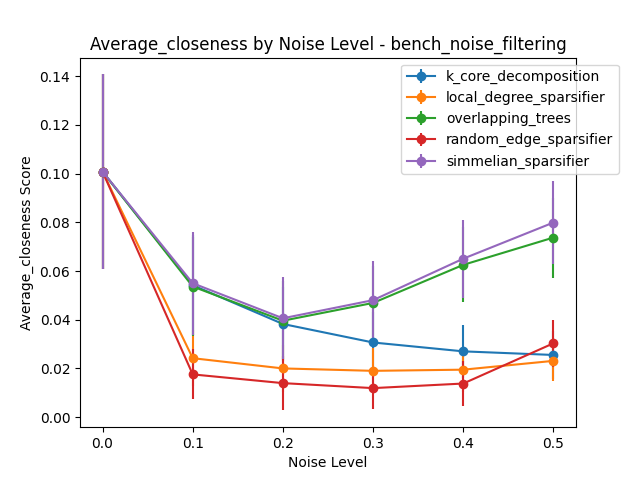 Average_closeness by Noise Level - bench_noise_filtering
k_core_decomposition
local_degree_sparsifier
overlapping_trees
random_edge_sparsifier
simmelian_sparsifier
Average_closeness Score
0.14
0.12
0.10
0.08
0.06
0.04
0.02
0.00
0.0 0.1 0.2 0.3 0.4 0.5
Noise Level